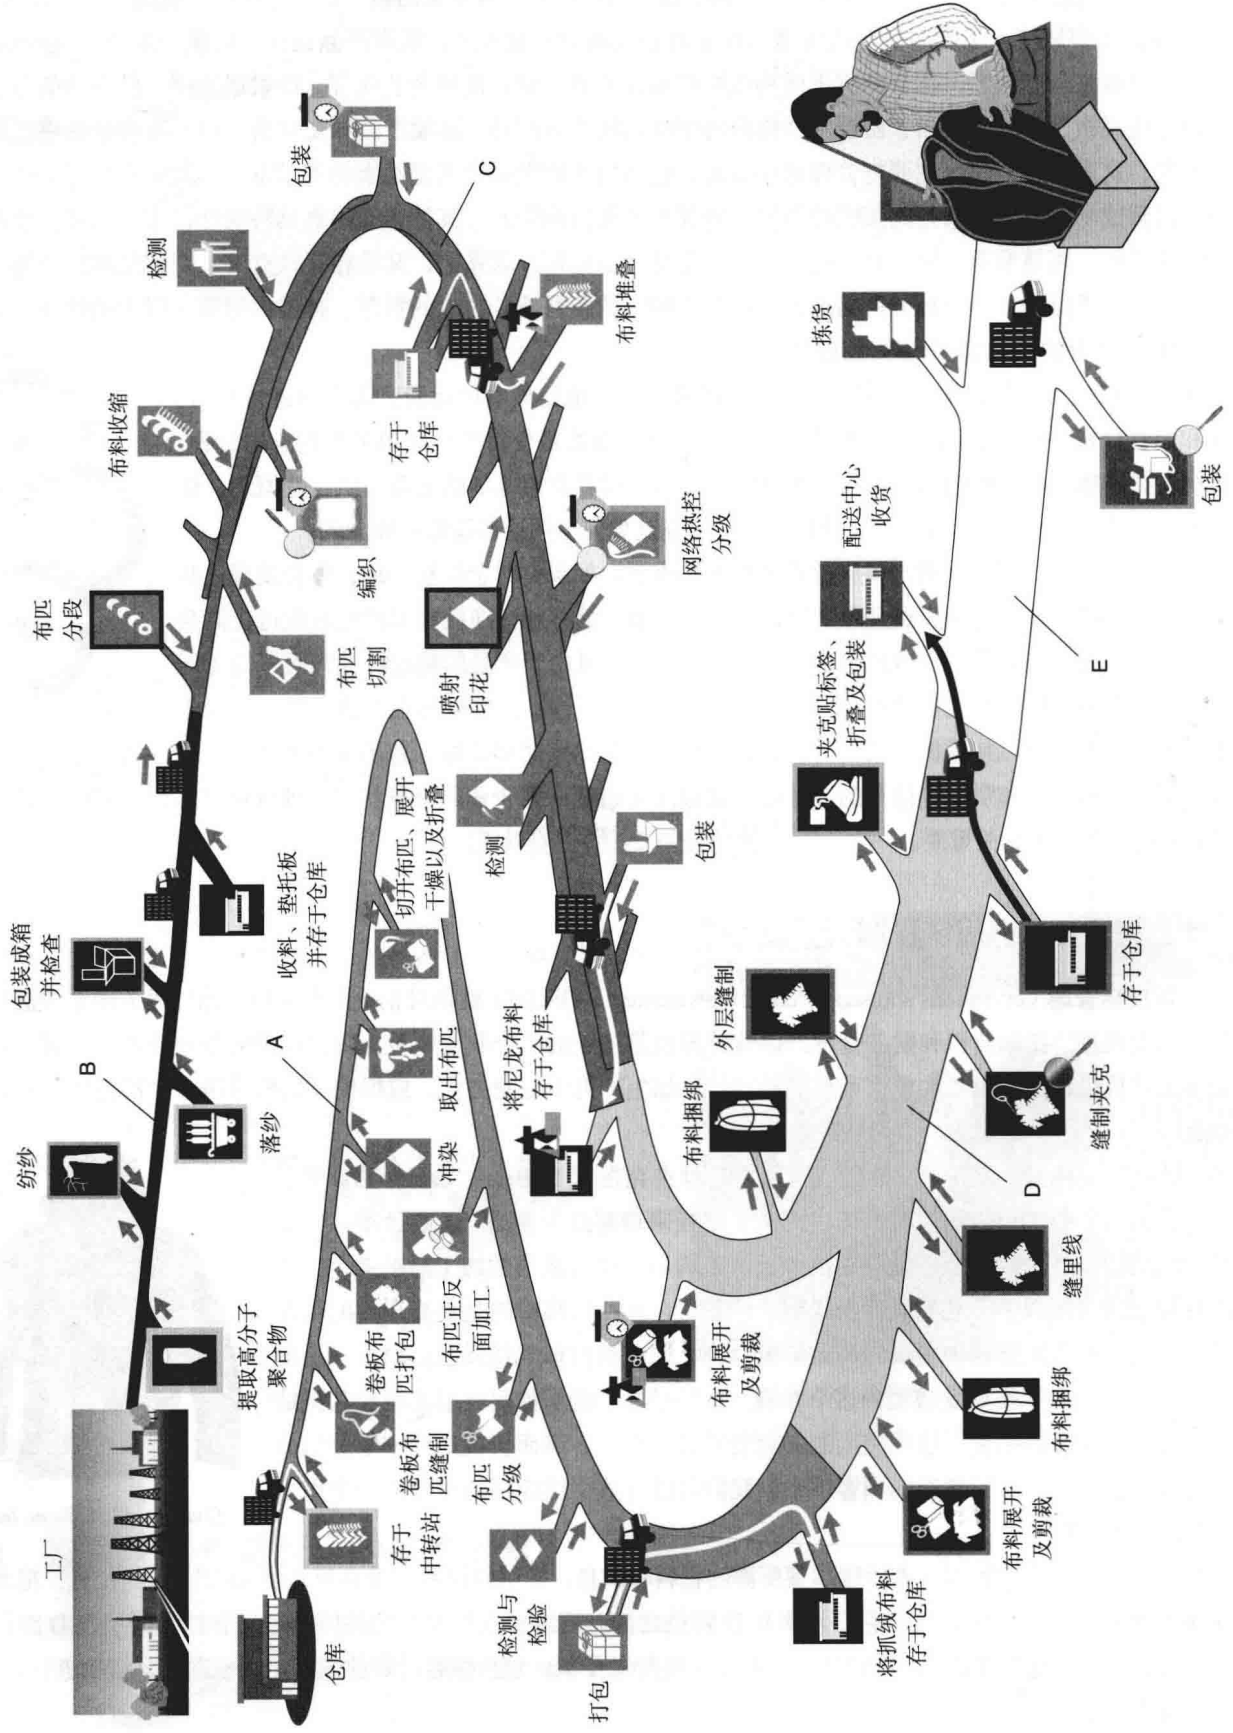 工厂
纺纱
包装成箱
并检查
布匹
分段
布料收缩
检测
包装
B
提取高分子
聚合物
落纱
收料、垫托板
并存于仓库
布匹
切割
编织
A
C
仓库
存于
中转站
卷板布
匹缝制
卷板布
匹打包
冲染
取出布匹
切开布匹、展开
干燥以及折叠
喷射
印花
存于
仓库
布匹
分级
布匹正反
面加工
检测
检测与
检验
将尼龙布料
存于仓库
打包
包装
网络热控
分级
布料堆叠
布料展开
及剪裁
布料捆绑
外层缝制
夹克贴标签、
折叠及包装
配送中心
收货
拣货
将抓绒布料
存于仓库
D
E
布料展开
及剪裁
布料捆绑
缝里线
缝制夹克
存于仓库
包装